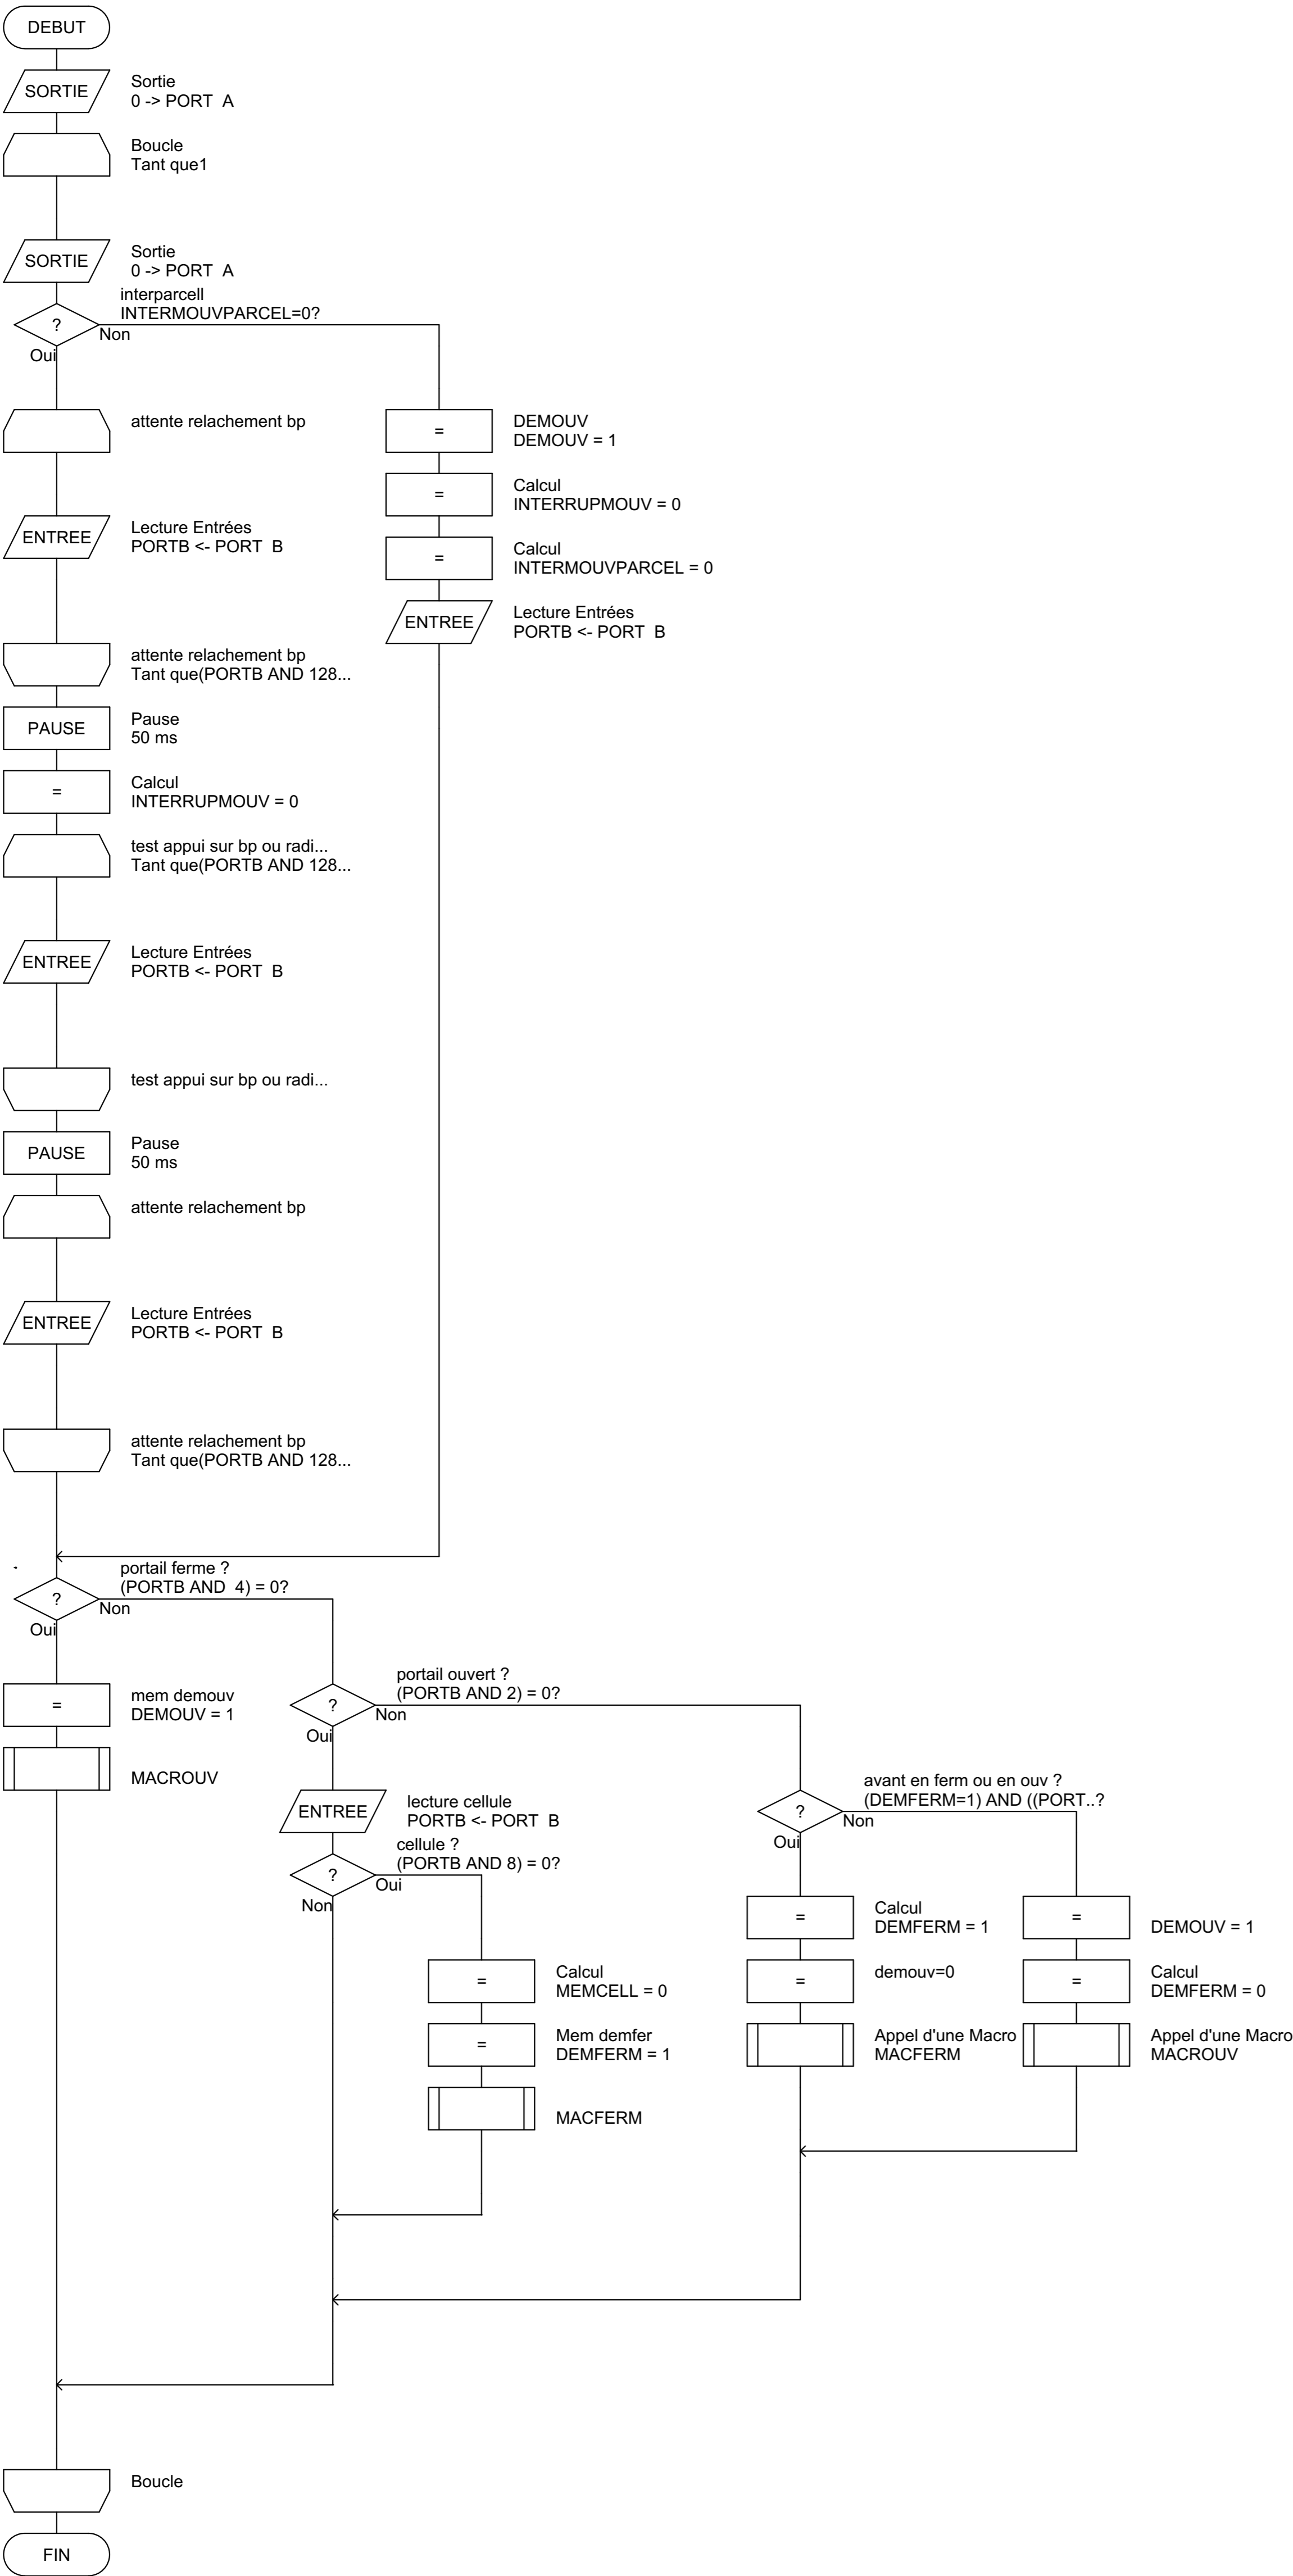 DEBUT
SORTIE
Sortie
0 -> PORT A
Boucle
Tant que1
SORTIE
Sortie
0 -> PORT A
interparcell
INTERMOUVPARCEL=0?
?
Non
Oui
attente relachement bp
=
DEMOUV
DEMOUV = 1
=
Calcul
INTERRUPMOUV = 0
ENTREE
Lecture Entrées
PORTB <- PORT B
=
Calcul
INTERMOUVPARCEL = 0
ENTREE
Lecture Entrées
PORTB <- PORT B
attente relachement bp
Tant que(PORTB AND 128...
PAUSE
Pause
50 ms
=
Calcul
INTERRUPMOUV = 0
test appui sur bp ou radi...
Tant que(PORTB AND 128...
ENTREE
Lecture Entrées
PORTB <- PORT B
test appui sur bp ou radi...
PAUSE
Pause
50 ms
attente relachement bp
ENTREE
Lecture Entrées
PORTB <- PORT B
attente relachement bp
Tant que(PORTB AND 128...
portail ferme ?
(PORTB AND 4) = 0?
?
Non
Oui
=
mem demouv
DEMOUV = 1
MACROUV
portail ouvert ?
(PORTB AND 2) = 0?
?
Non
Oui
ENTREE
lecture cellule
PORTB <- PORT B
cellule ?
(PORTB AND 8) = 0?
?
Oui
Non
=
Calcul
MEMCELL = 0
=
Mem demfer
DEMFERM = 1
MACFERM
avant en ferm ou en ouv ?
(DEMFERM=1) AND ((PORT..?
?
Non
Oui
=
Calcul
DEMFERM = 1
=
demouv=0
Appel d'une Macro
MACFERM
=
DEMOUV = 1
=
Calcul
DEMFERM = 0
Appel d'une Macro
MACROUV
Boucle
FIN